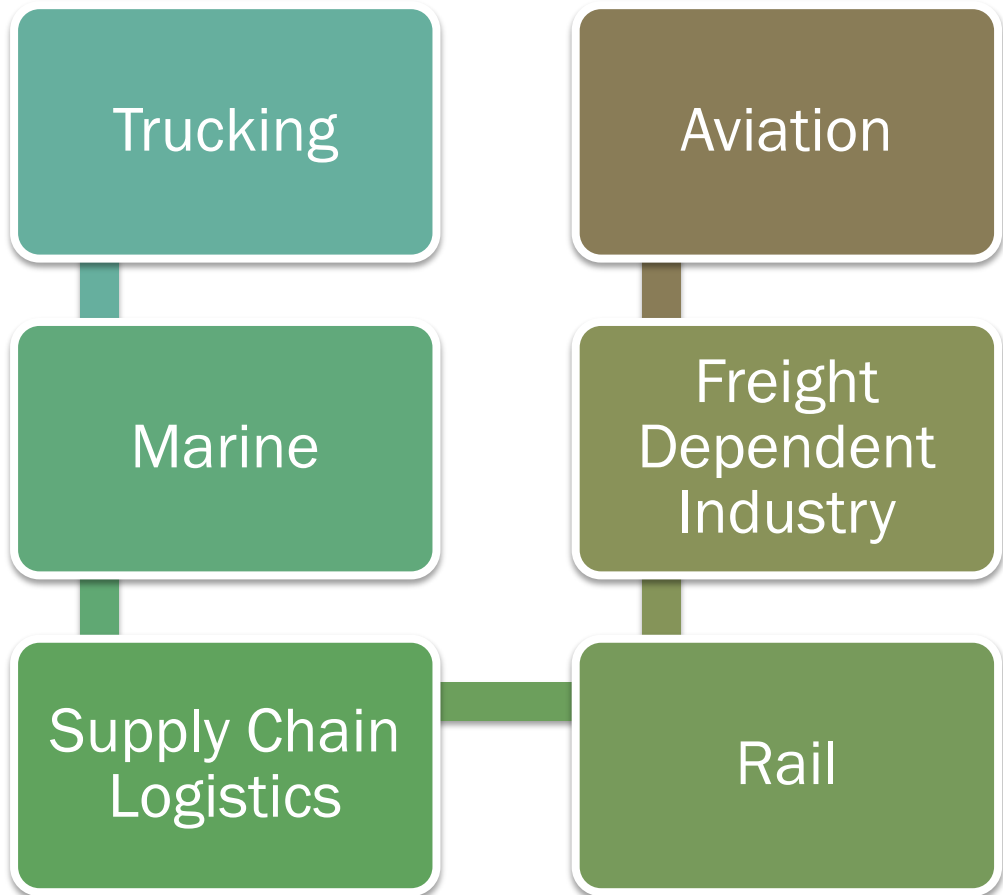 Trucking
Marine
Supply Chain
Logistics
Rail
Freight
Dependent
Industry
Aviation